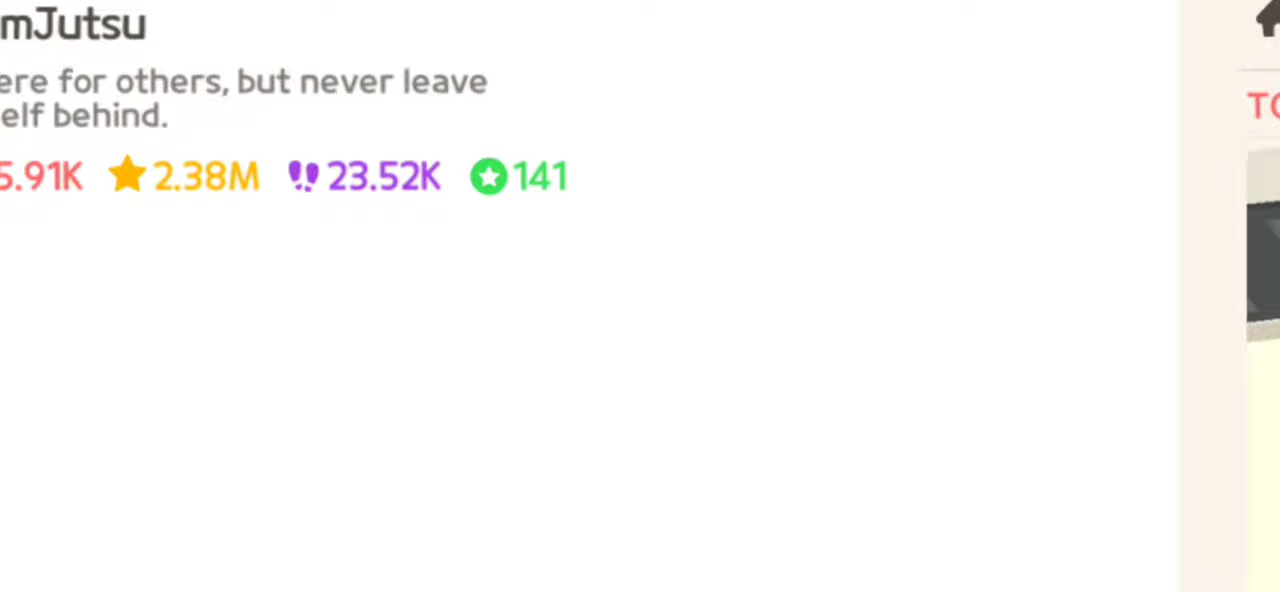 mJutsu
ere for others, but never leave
elf behind.
5.91K 2.38M 23.52K 141
TO